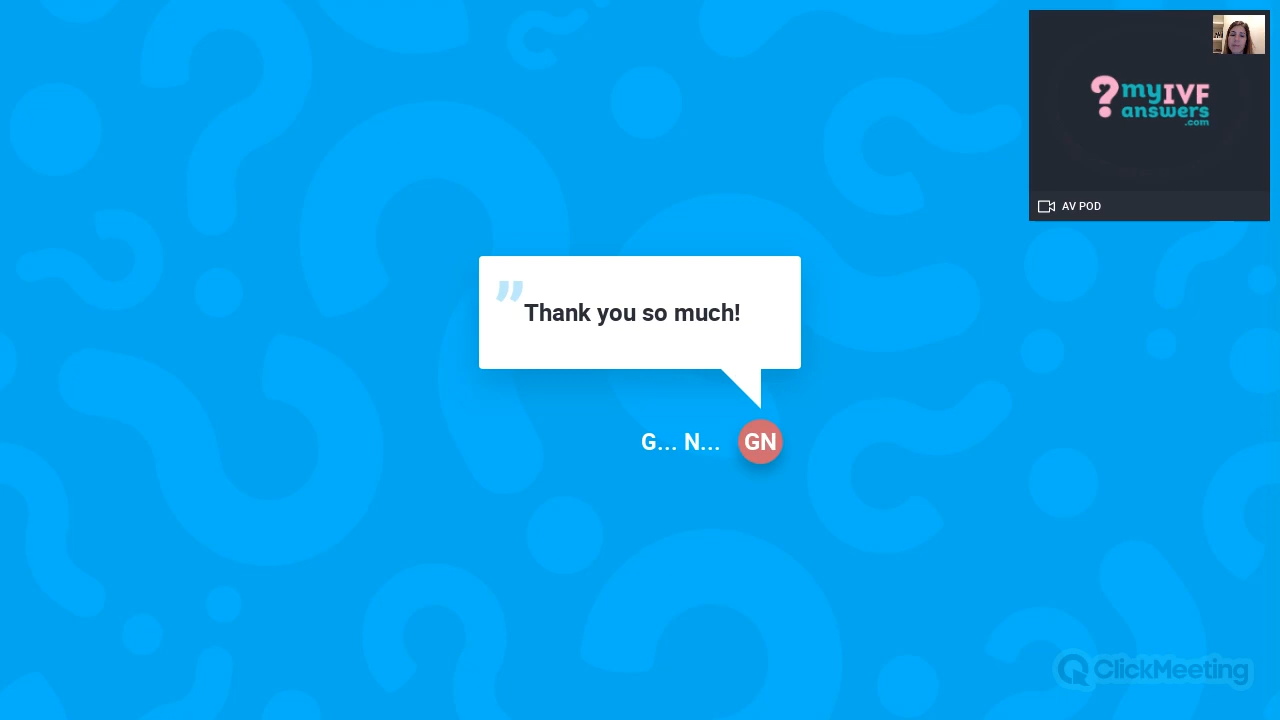 ?myIVF
answers
.com
AV POD
" Thank you so much!
G... N... GN
ClickMeeting